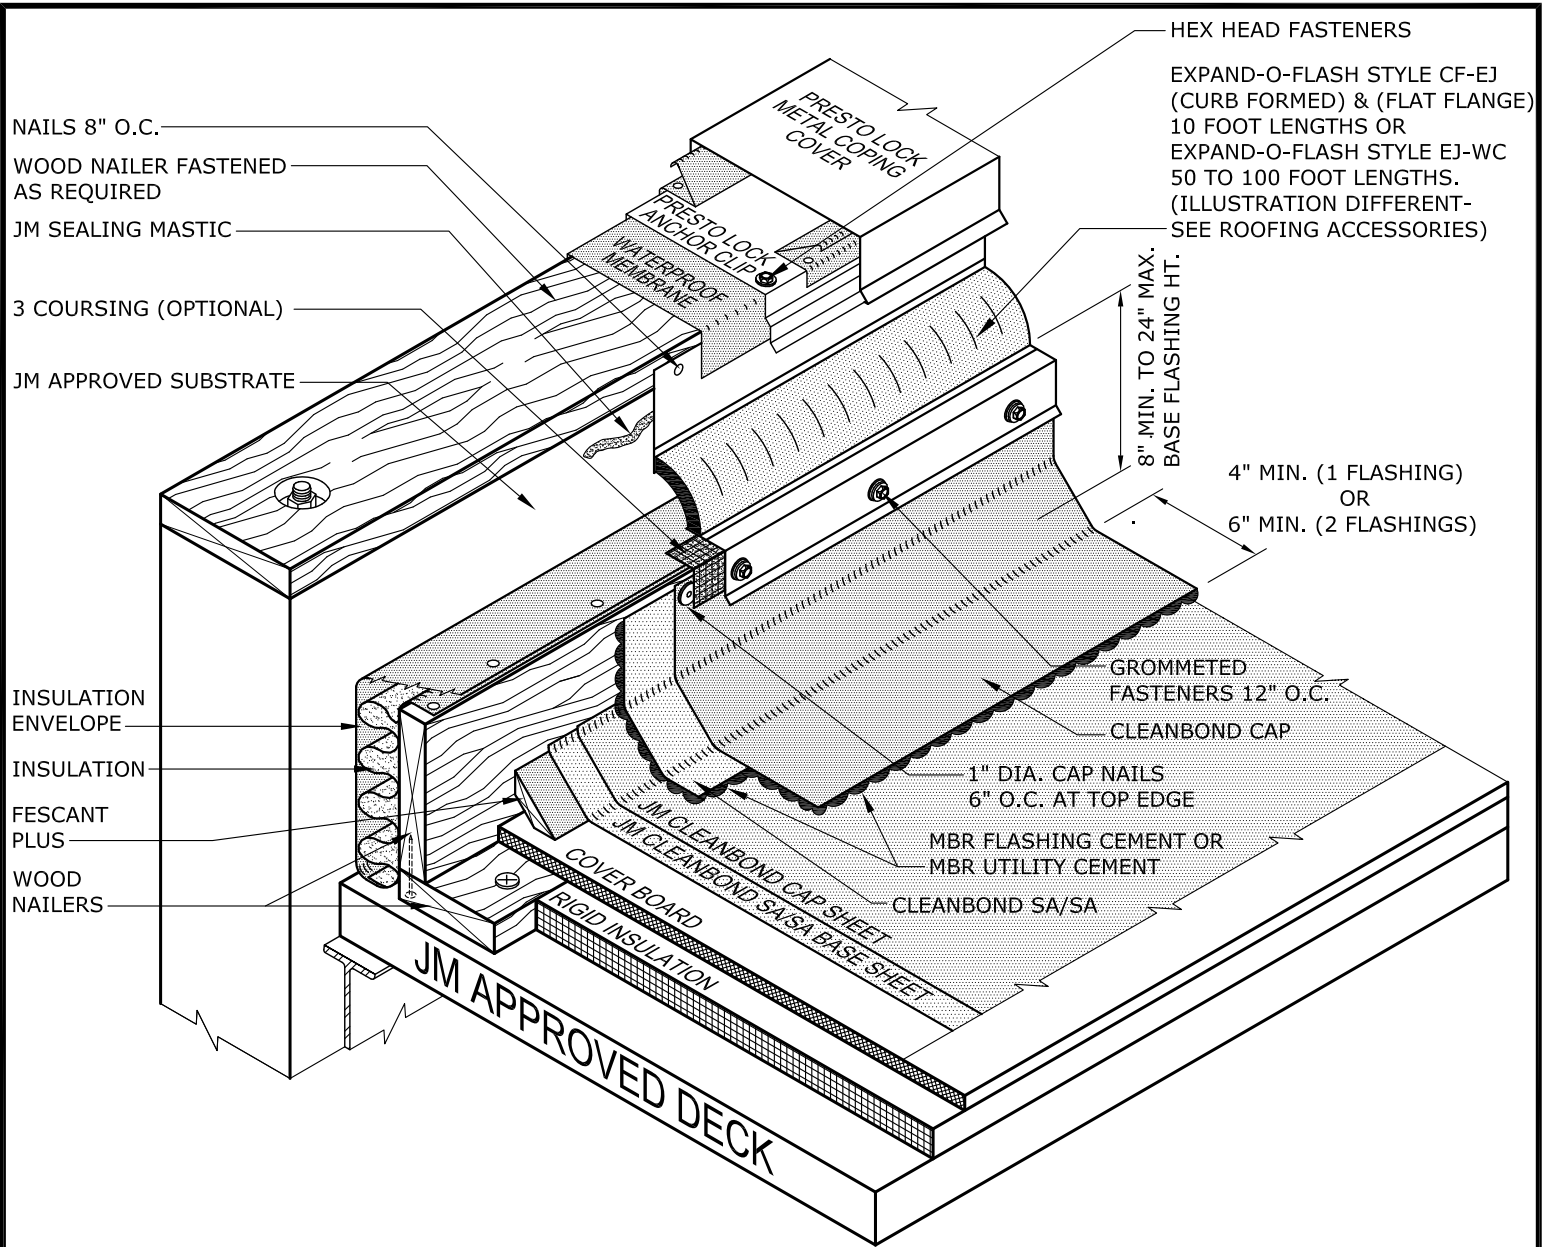 HEX HEAD FASTENERS
EXPAND-O-FLASH STYLE CF-EJ
(CURB FORMED) & (FLAT FLANGE)
10 FOOT LENGTHS OR
EXPAND-O-FLASH STYLE EJ-WC
50 TO 100 FOOT LENGTHS.
(ILLUSTRATION DIFFERENT-
SEE ROOFING ACCESSORIES)
NAILS 8" O.C.
WOOD NAILER FASTENED
AS REQUIRED
JM SEALING MASTIC
3 COURSING (OPTIONAL)
JM APPROVED SUBSTRATE
PRESTO LOCK
METAL COPING
COVER
PRESTO LOCK
ANCHOR CLIP
WATERPROOF
MEMBRANE
8" MIN. TO 24" MAX.
BASE FLASHING HT.
4" MIN. (1 FLASHING)
OR
6" MIN. (2 FLASHINGS)
INSULATION
ENVELOPE
INSULATION
FESCANT
PLUS
WOOD
NAILERS
GROMMETED
FASTENERS 12" O.C.
CLEANBOND CAP
1" DIA. CAP NAILS
6" O.C. AT TOP EDGE
MBR FLASHING CEMENT OR
MBR UTILITY CEMENT
CLEANBOND SA/SA
JM CLEANBOND CAP SHEET
JM CLEANBOND SA/SA BASE SHEET
COVER BOARD
RIGID INSULATION
JM APPROVED DECK